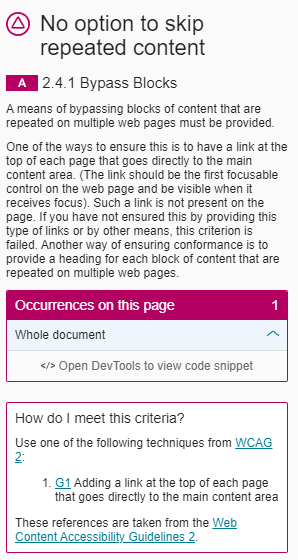 No option to skip
repeated content
A 2.4.1 Bypass Blocks
A means of bypassing blocks of content that are
repeated on multiple web pages must be provided.
One of the ways to ensure this is to have a link at the
top of each page that goes directly to the main
content area. (The link should be the first focusable
control on the web page and be visible when it
receives focus). Such a link is not present on the
page. If you have not ensured this by providing this
type of links or by other means, this criterion is
failed. Another way of ensuring conformance is to
provide a heading for each block of content that are
repeated on multiple web pages.
Occurrences on this page 1
Whole document
</> Open DevTools to view code snippet
How do I meet this criteria?
Use one of the following techniques from WCAG
2:
1. G1 Adding a link at the top of each page
that goes directly to the main content area
These references are taken from the Web
Content Accessibility Guidelines 2.